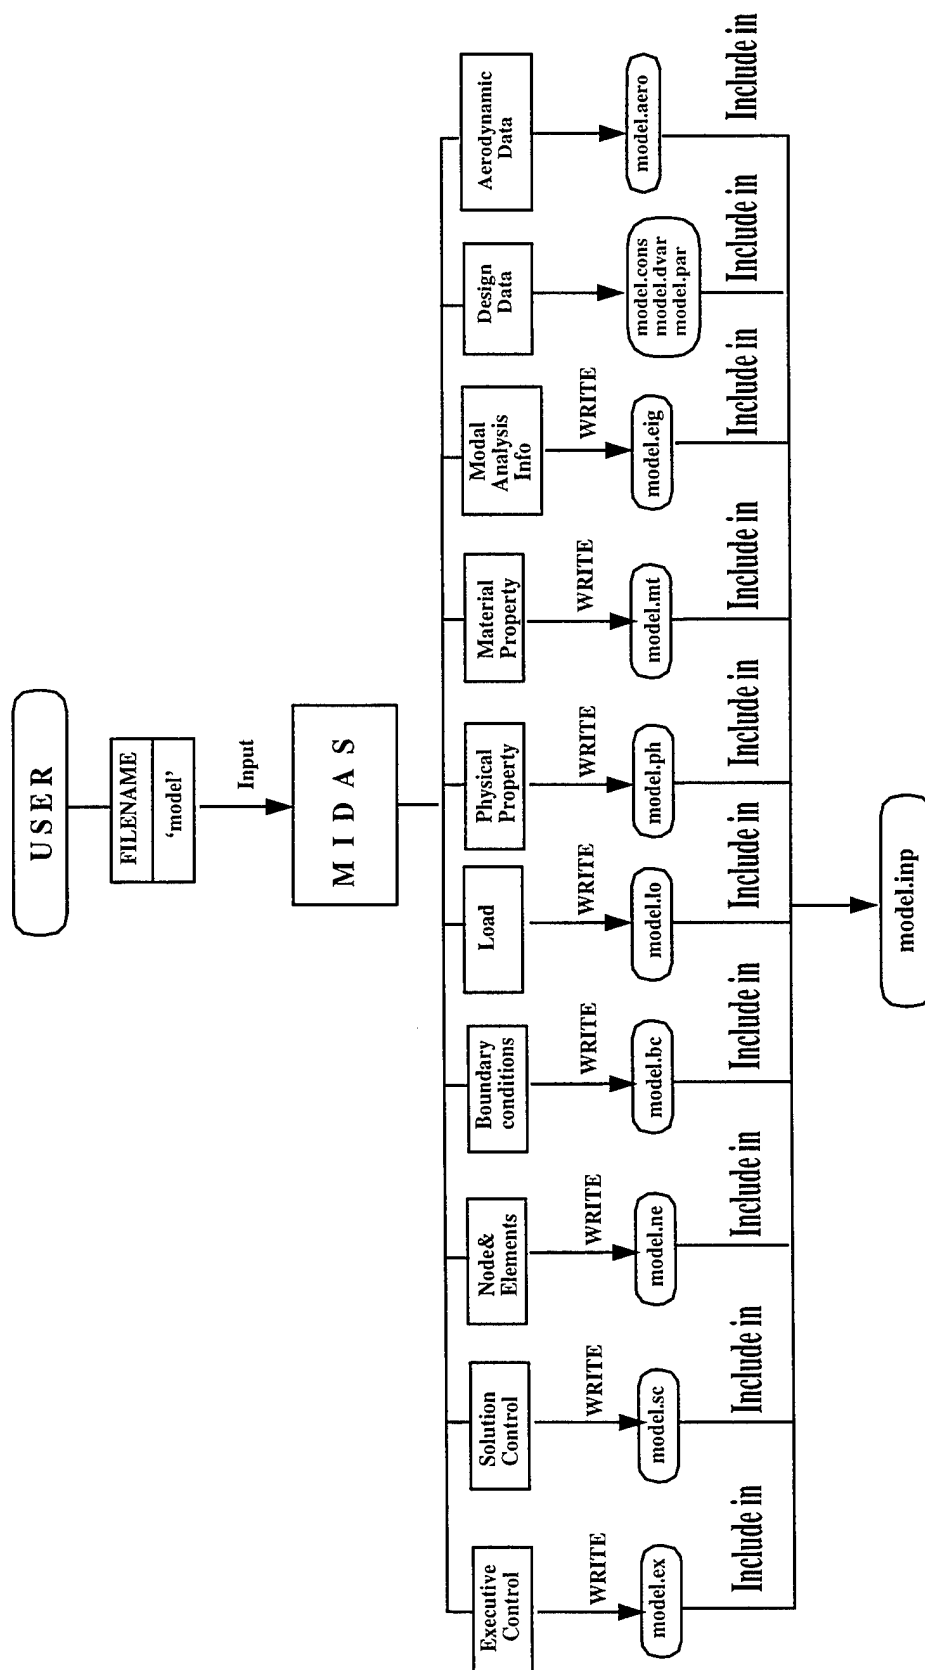 USER
FILENAME
‘model’
Input
MIDAS
Executive
Control
Solution
Control
Node&
Elements
Boundary
conditions
Load
Physical
Property
Material
Property
Modal
Analysis
Info
Design
Data
Aerodynamic
Data
WRITE
WRITE
WRITE
WRITE
WRITE
WRITE
WRITE
WRITE
model.ex
model.sc
model.ne
model.bc
model.lo
model.ph
model.mt
model.eig
model.cons
model.dvar
model.par
model.aero
Include in
Include in
Include in
Include in
Include in
Include in
Include in
Include in
Include in
Include in
model.inp